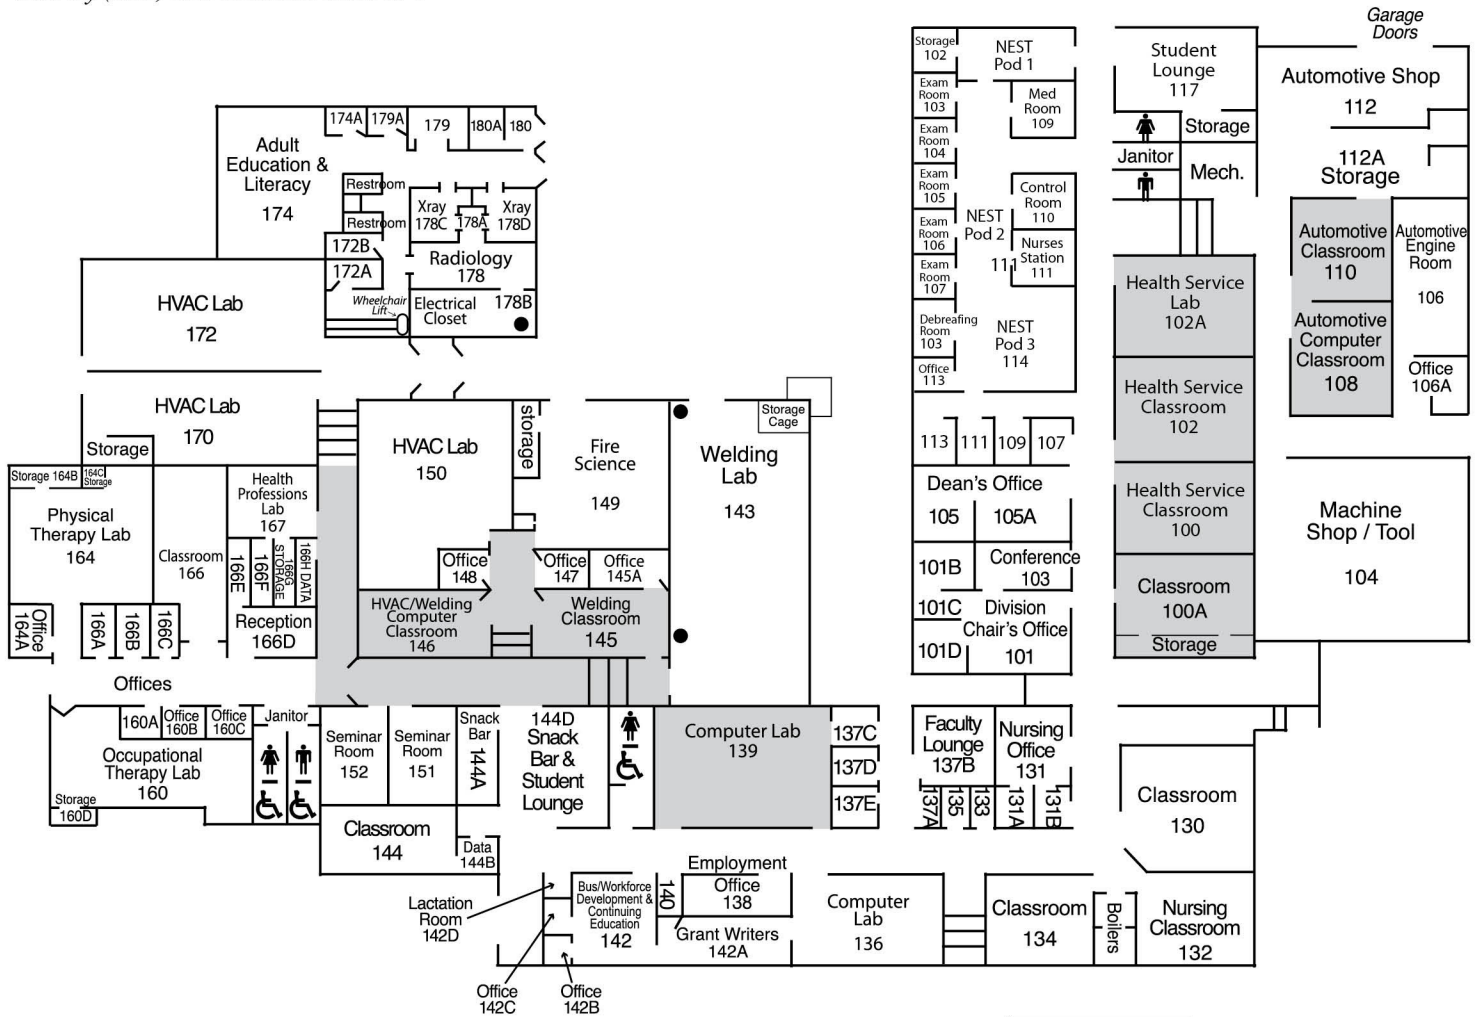 Garage
Doors
Storage
102
NEST
Pod 1
Student
Lounge
117
Automotive Shop
112
Exam
Room
103
Med
Room
109
174A
179A
179
180A
180
Exam
Room
104
Storage
Adult
Education &
Literacy
174
Janitor
Mech.
112A
Storage
Exam
Room
105
Control
Room
110
Restroom
Restroom
Xray
178C
178A
Xray
178D
Exam
Room
106
NEST
Pod 2
111
Nurses
Station
111
Automotive
Classroom
110
Automotive
Engine
Room
106
172B
172A
Radiology
178
Exam
Room
107
Health Service
Lab
102A
HVAC Lab
172
Wheelchair
Lift
Electrical
Closet
178B
Debreafing
Room
103
NEST
Pod 3
114
Automotive
Computer
Classroom
108
Office
113
Office
106A
Health Service
Classroom
102
HVAC Lab
170
Storage
Storage
Cage
HVAC Lab
150
storage
Fire
Science
149
Welding
Lab
143
113
111
109
107
Storage 164B
164C
Storage
Health
Professions
Lab
167
Dean's Office
105
105A
Health Service
Classroom
100
Machine
Shop / Tool
104
Physical
Therapy Lab
164
Classroom
166
166E
166F
166G
STORAGE
166H DATA
Office
148
Office
147
Office
145A
101B
Conference
103
Classroom
100A
Office
164A
166A
166B
166C
Reception
166D
HVAC/Welding
Computer
Classroom
146
Welding
Classroom
145
101C
101D
Division
Chair's Office
101
Storage
Offices
160A
Office
160B
Office
160C
Janitor
Seminar
Room
152
Seminar
Room
151
Snack
Bar
144A
144D
Snack
Bar &
Student
Lounge
Computer Lab
139
137C
137D
137E
Faculty
Lounge
137B
Nursing
Office
131
Occupational
Therapy Lab
160
Storage
160D
137A
135
133
131A
131B
Classroom
130
Classroom
144
Data
144B
Employment
Lactation
Room
142D
Bus/Workforce
Development &
Continuing
Education
142
140
Office
138
Grant Writers
142A
Computer
Lab
136
Classroom
134
Boilers
Nursing
Classroom
132
Office
142C
Office
142B